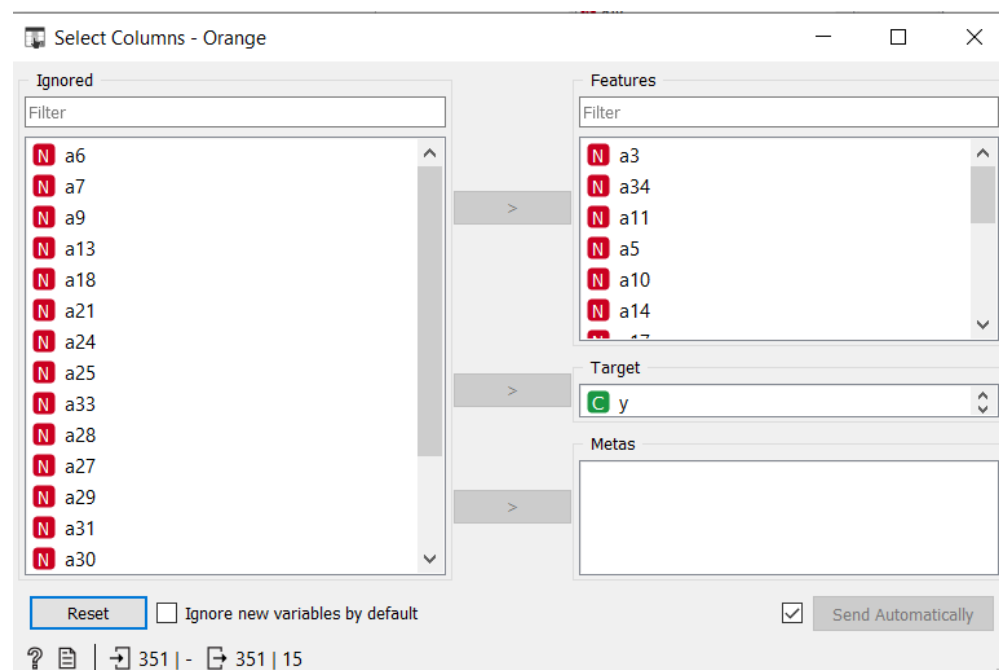 Select Columns - Orange
Ignored
Filter
N a6
N a7
N a9
N a13
N a18
N a21
N a24
N a25
N a33
N a28
N a27
N a29
N a31
N a30
>
>
>
Features
Filter
N a3
N a34
N a11
N a5
N a10
N a14
Target
C y
Metas
Reset
Ignore new variables by default
Send Automatically
? 351 | - 351 | 15